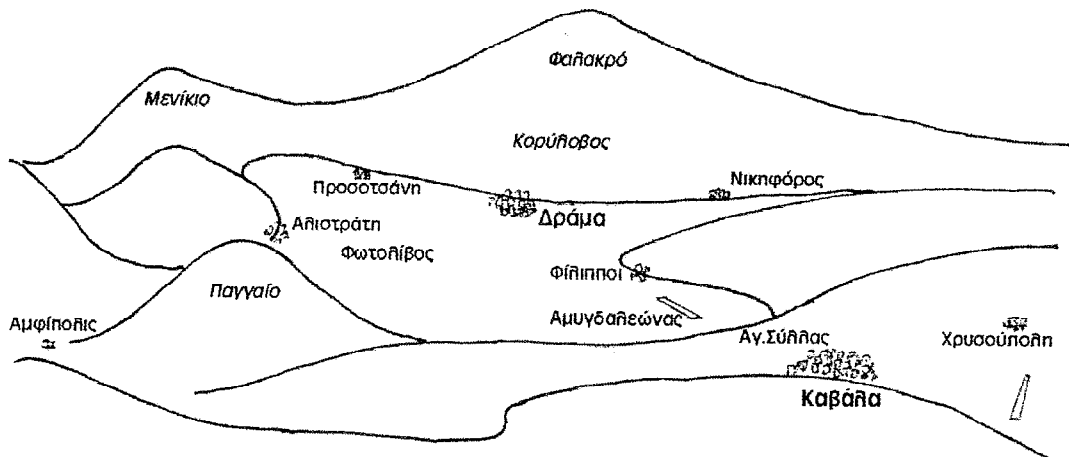 Φαλακρό
Μενίκιο
Κορύλοβος
Προσοτσάνη
Νικηφόρος
Δράμα
Αλιστράτη
Φωτολίβος
Φίλιπποι
Παγγαίο
Αμυγδαλεώνας
Αμφίπολις
Αγ.Σύλλας
Χρυσούπολη
Καβάλα